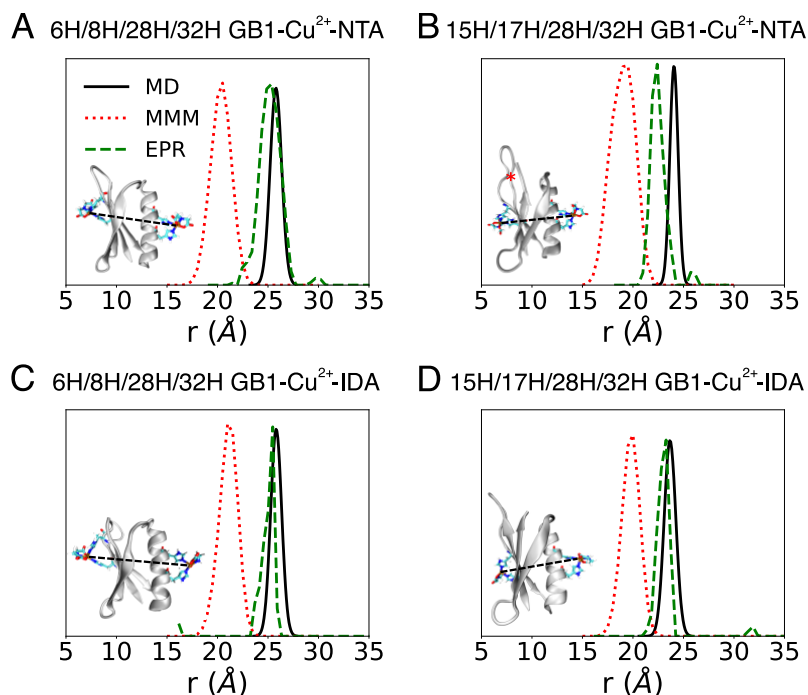 A 6H/8H/28H/32H GB1-Cu²⁺-NTA
MD
MMM
EPR
5 10 15 20 25 30 35
r (Å)
B 15H/17H/28H/32H GB1-Cu²⁺-NTA
*
5 10 15 20 25 30 35
r (Å)
C 6H/8H/28H/32H GB1-Cu²⁺-IDA
5 10 15 20 25 30 35
r (Å)
D 15H/17H/28H/32H GB1-Cu²⁺-IDA
5 10 15 20 25 30 35
r (Å)